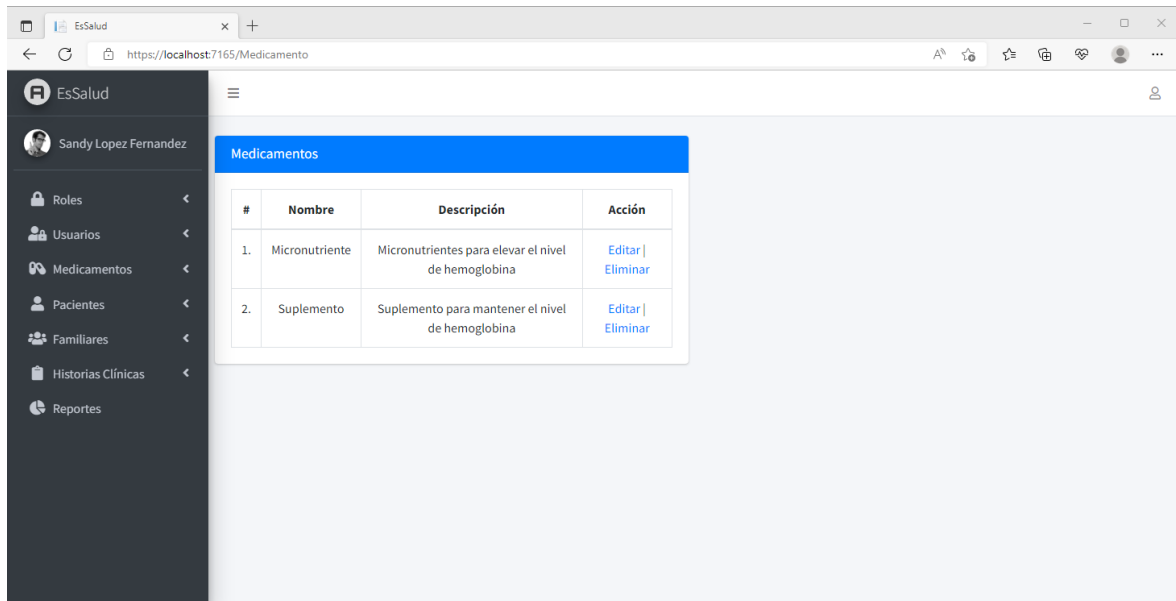 EsSalud
https://localhost:7165/Medicamento
EsSalud
Sandy Lopez Fernandez
Roles
Usuarios
Medicamentos
Pacientes
Familiares
Historias Clínicas
Reportes
Medicamentos
# Nombre Descripción Acción
1. Micronutriente Micronutrientes para elevar el nivel Editar |
de hemoglobina Eliminar
2. Suplemento Suplemento para mantener el nivel Editar |
de hemoglobina Eliminar